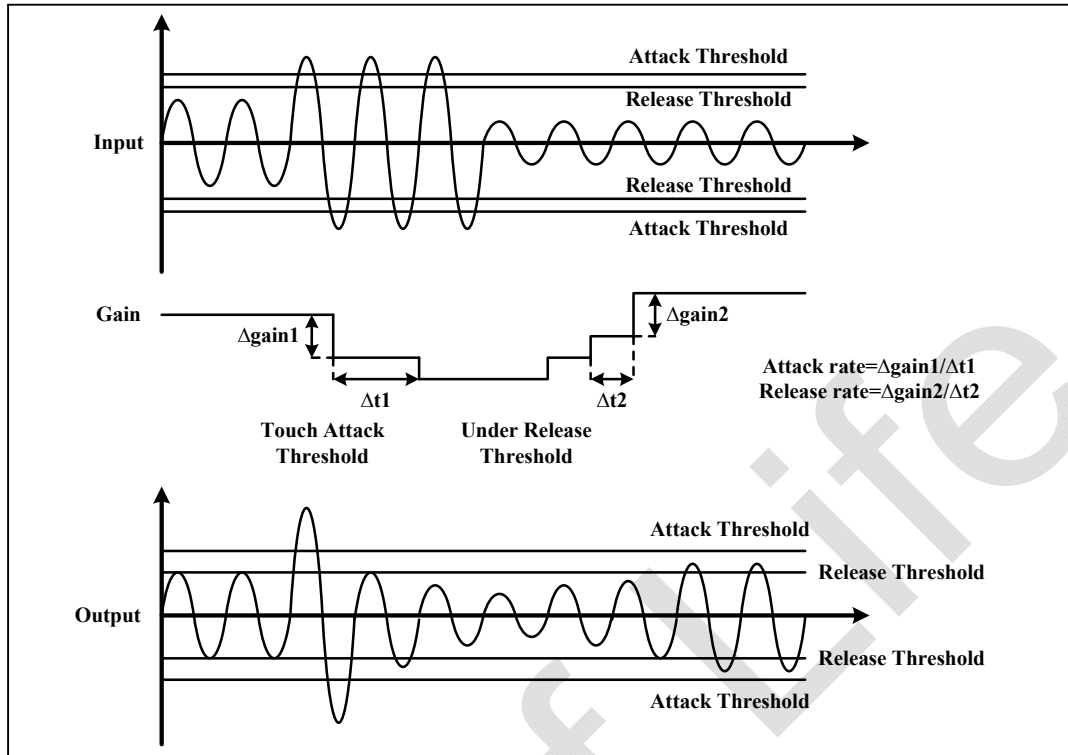 Attack Threshold
Release Threshold
Input
Release Threshold
Attack Threshold
Gain
Δgain1
Δgain2
Attack rate=Δgain1/Δt1
Release rate=Δgain2/Δt2
Δt1
Δt2
Touch Attack
Threshold
Under Release
Threshold
Attack Threshold
Release Threshold
Output
Release Threshold
Attack Threshold
f Life